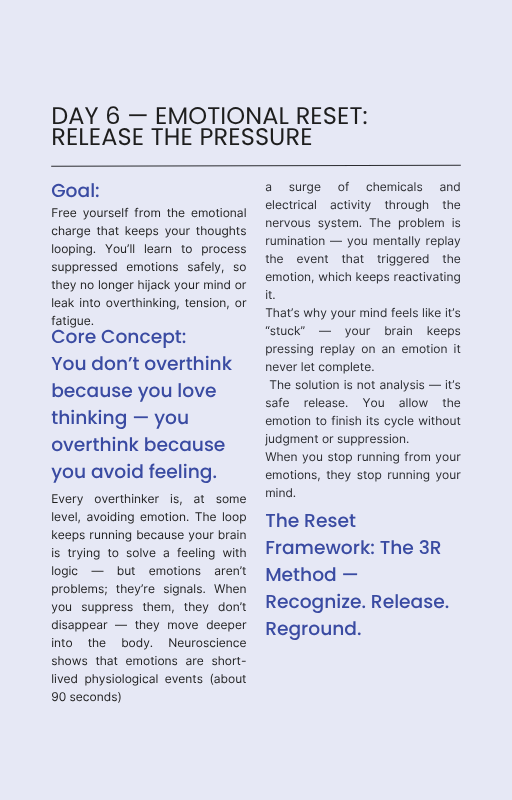 DAY 6 — EMOTIONAL RESET:
RELEASE THE PRESSURE
Goal:
Free yourself from the emotional
charge that keeps your thoughts
looping. You'll learn to process
suppressed emotions safely, so
they no longer hijack your mind or
leak into overthinking, tension, or
fatigue.
Core Concept:
You don't overthink
because you love
thinking — you
overthink because
you avoid feeling.
Every overthinker is, at some
level, avoiding emotion. The loop
keeps running because your brain
is trying to solve a feeling with
logic — but emotions aren't
problems; they're signals. When
you suppress them, they don't
disappear — they move deeper
into the body. Neuroscience
shows that emotions are short-
lived physiological events (about
90 seconds)
a surge of chemicals and
electrical activity through the
nervous system. The problem is
rumination — you mentally replay
the event that triggered the
emotion, which keeps reactivating
it.
That's why your mind feels like it's
“stuck” — your brain keeps
pressing replay on an emotion it
never let complete.
The solution is not analysis — it's
safe release. You allow the
emotion to finish its cycle without
judgment or suppression.
When you stop running from your
emotions, they stop running your
mind.
The Reset
Framework: The 3R
Method —
Recognize. Release.
Reground.